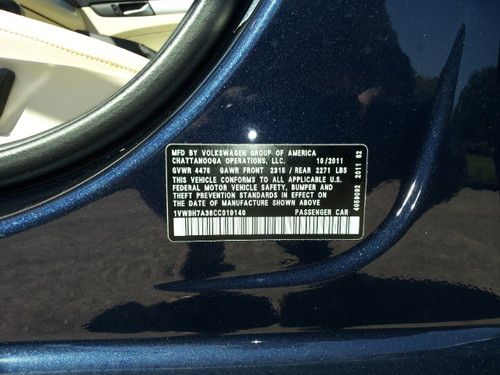 MFD BY VOLKSWAGEN GROUP OF AMERICA
CHATTANOOGA OPERATIONS, LLC. 10/2011
GVWR 4475 GAWR FRONT 2315 / REAR 2271 LBS
THIS VEHICLE CONFORMS TO ALL APPLICABLE U.S.
FEDERAL MOTOR VEHICLE SAFETY, BUMPER AND
THEFT PREVENTION STANDARDS IN EFFECT ON THE
DATE OF MANUFACTURE SHOWN ABOVE.
1VWBH7A38CC019140 PASSENGER CAR
4059092 2011 02